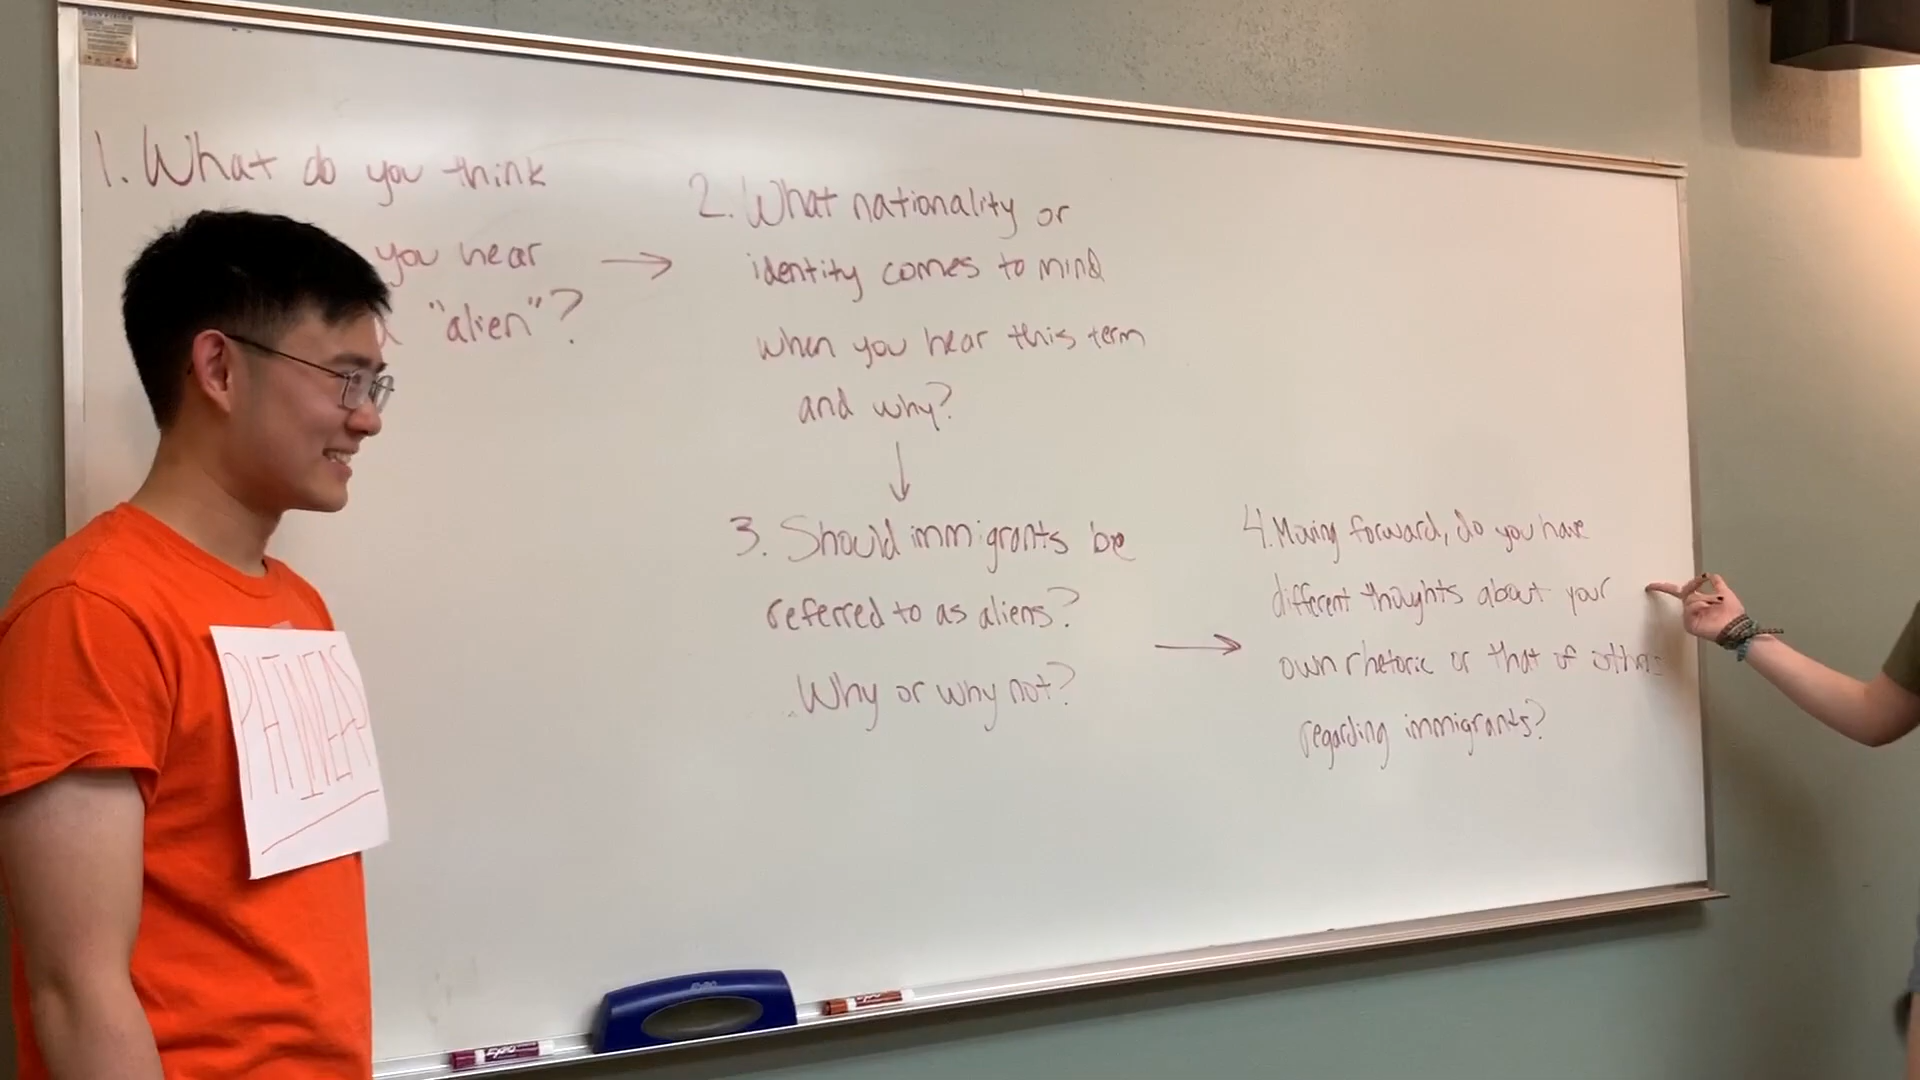 1. What do you think
you hear
"alien"?
2. What nationality or
identity comes to mind
when you hear this term
and why?
3. Should immigrants be
referred to as aliens?
Why or why not?
4. Moving forward, do you have
different thoughts about your
own rhetoric or that of others
regarding immigrants?
PHINEAS
EXPO
EXPO